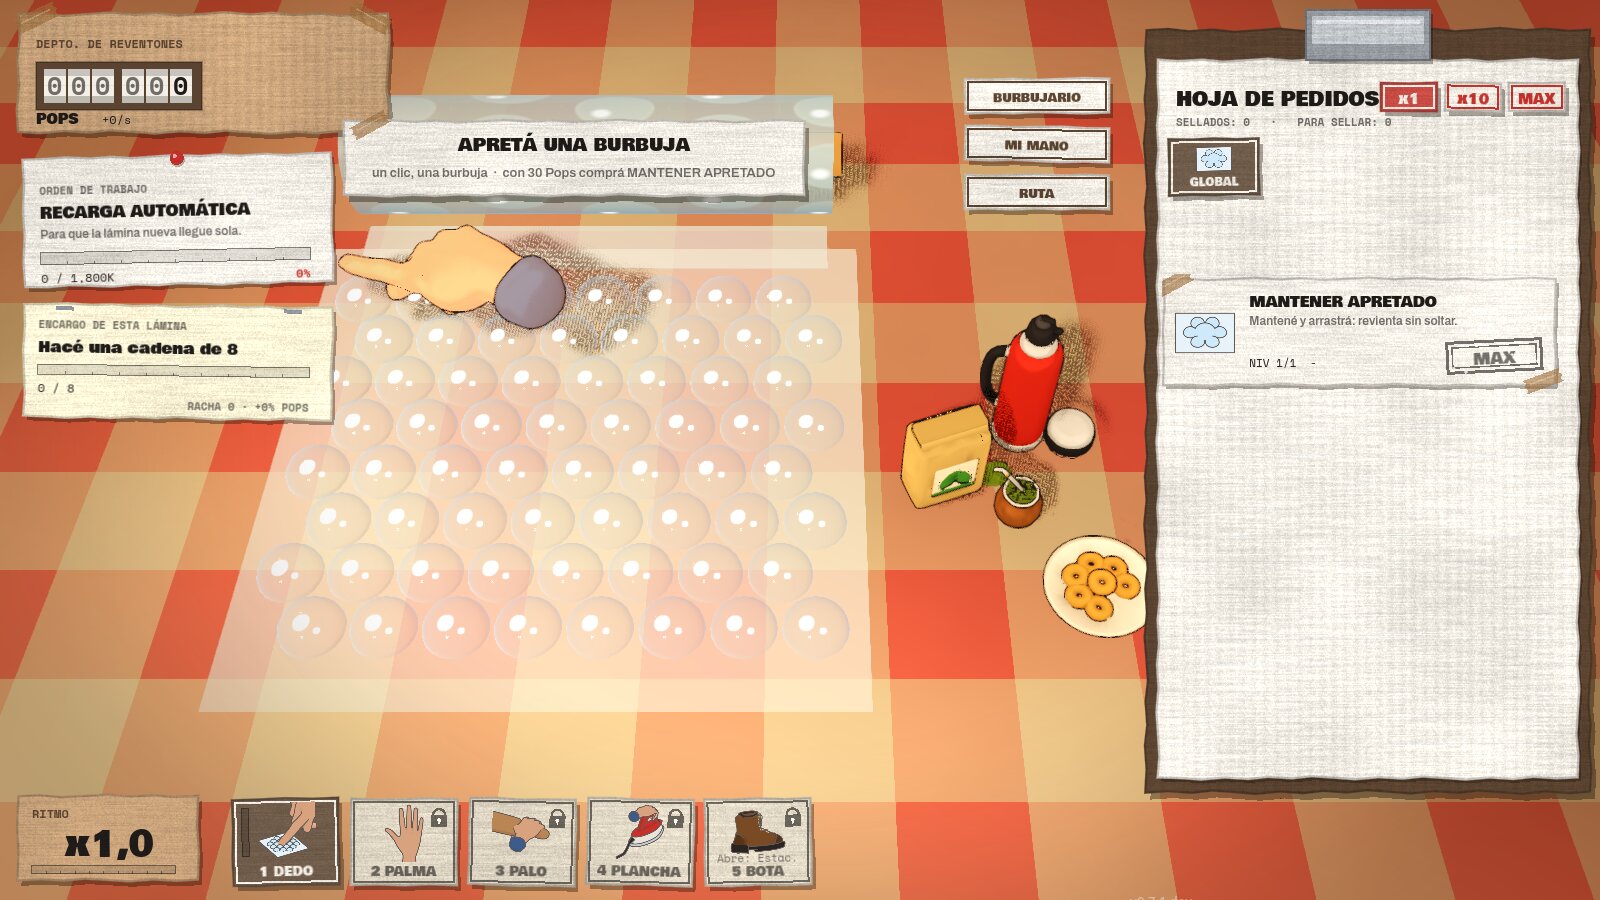 DEPTO. DE REVENTONES
000 000
POPS +0/s
ORDEN DE TRABAJO
RECARGA AUTOMÁTICA
Para que la lámina nueva llegue sola.
0 / 1.800K 0%
ENCARGO DE ESTA LÁMINA
Hacé una cadena de 8
0 / 8
RACHA 0 · +0% POPS
APRETÁ UNA BURBUJA
un clic, una burbuja · con 30 Pops comprá MANTENER APRETADO
BURBUJARIO
MI MANO
RUTA
HOJA DE PEDIDOS x1 x10 MAX
SELLADOS: 0 · PARA SELLAR: 0
GLOBAL
MANTENER APRETADO
Mantené y arrastrá: revienta sin soltar.
NIV 1/1 - MAX
RITMO
x1,0
1 DEDO
2 PALMA
3 PALO
4 PLANCHA
Abre: Estac.
5 BOTA